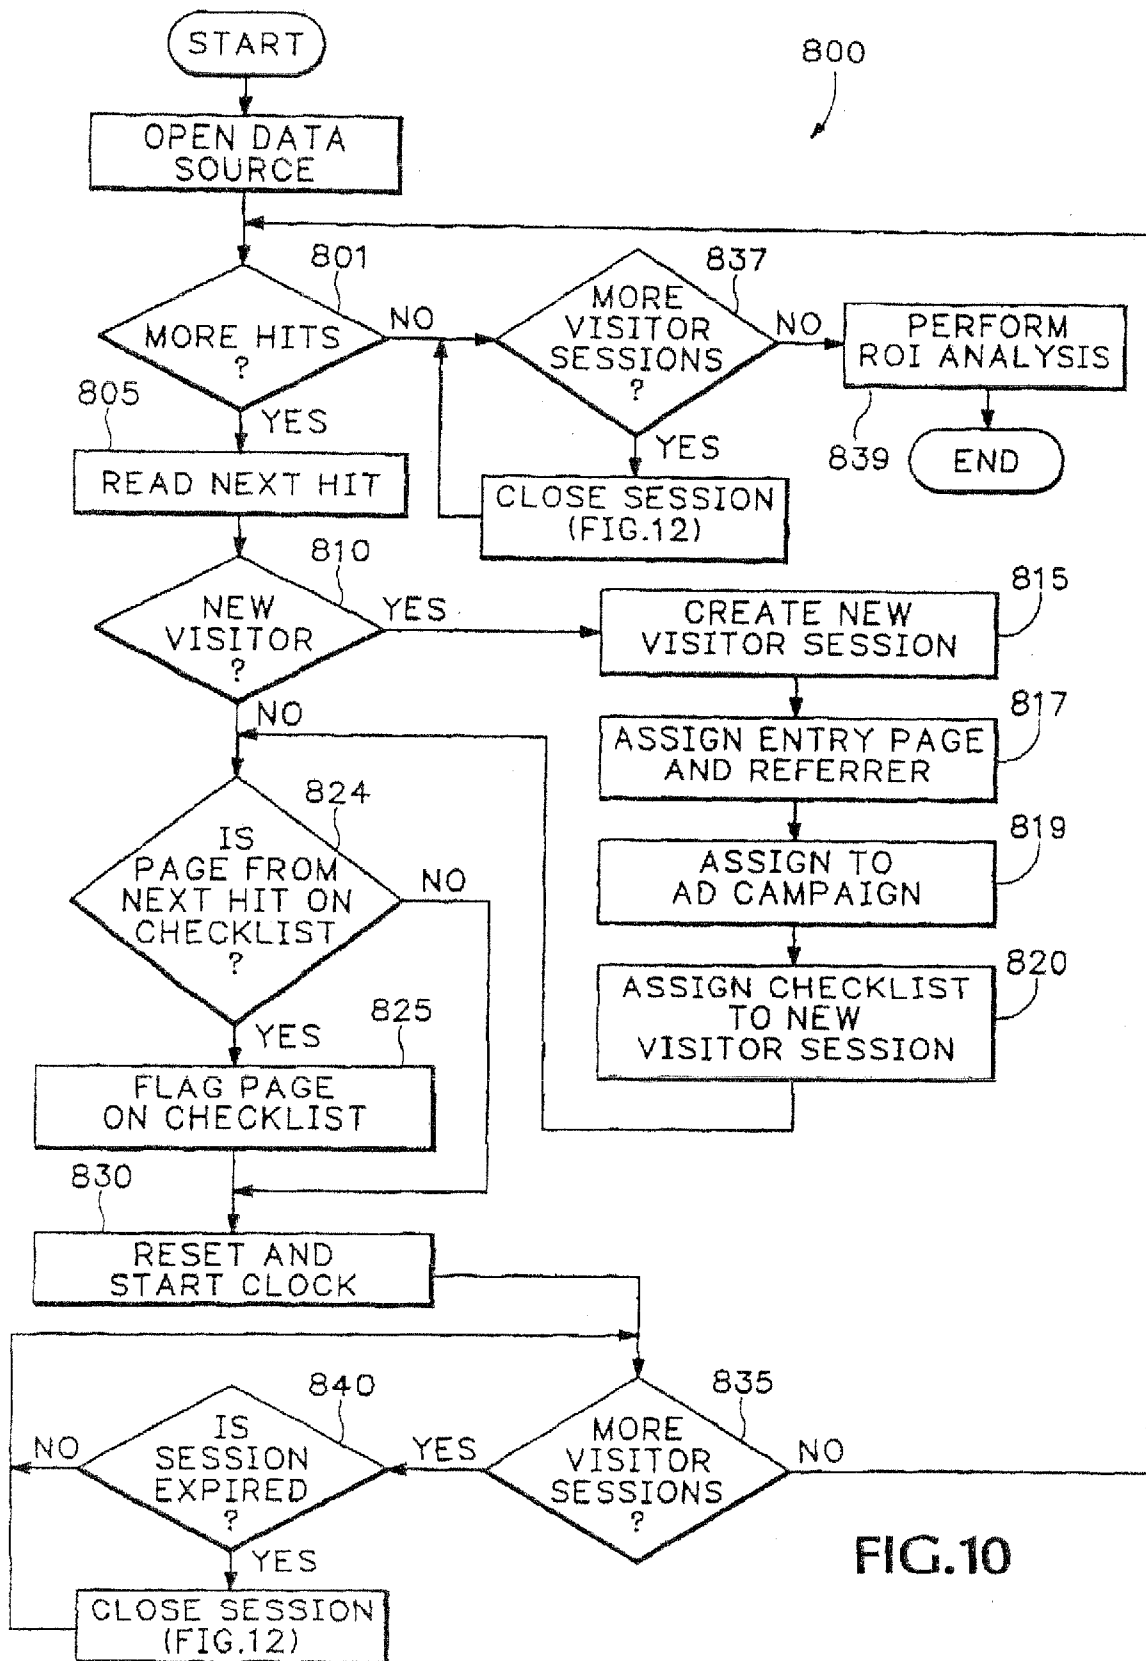 START
800
OPEN DATA
SOURCE
801
MORE HITS
?
NO
837
MORE
VISITOR
SESSIONS
?
NO
PERFORM
ROI ANALYSIS
839
END
YES
805
READ NEXT HIT
YES
CLOSE SESSION
(FIG.12)
810
NEW
VISITOR
?
YES
815
CREATE NEW
VISITOR SESSION
817
ASSIGN ENTRY PAGE
AND REFERRER
819
ASSIGN TO
AD CAMPAIGN
820
ASSIGN CHECKLIST
TO NEW
VISITOR SESSION
NO
824
IS
PAGE FROM
NEXT HIT ON
CHECKLIST
?
NO
YES
825
FLAG PAGE
ON CHECKLIST
830
RESET AND
START CLOCK
835
MORE
VISITOR
SESSIONS
?
NO
YES
840
IS
SESSION
EXPIRED
?
NO
YES
CLOSE SESSION
(FIG.12)
FIG.10